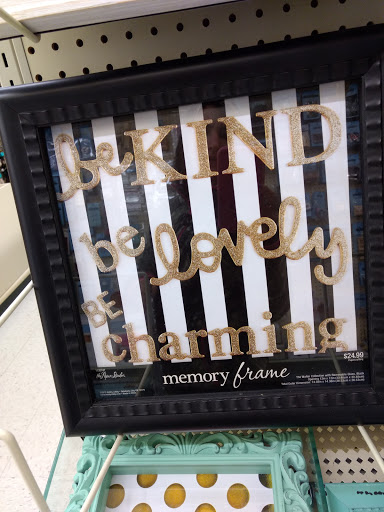 be KIND
be lovely
BE
charming
$24.99
memory frame